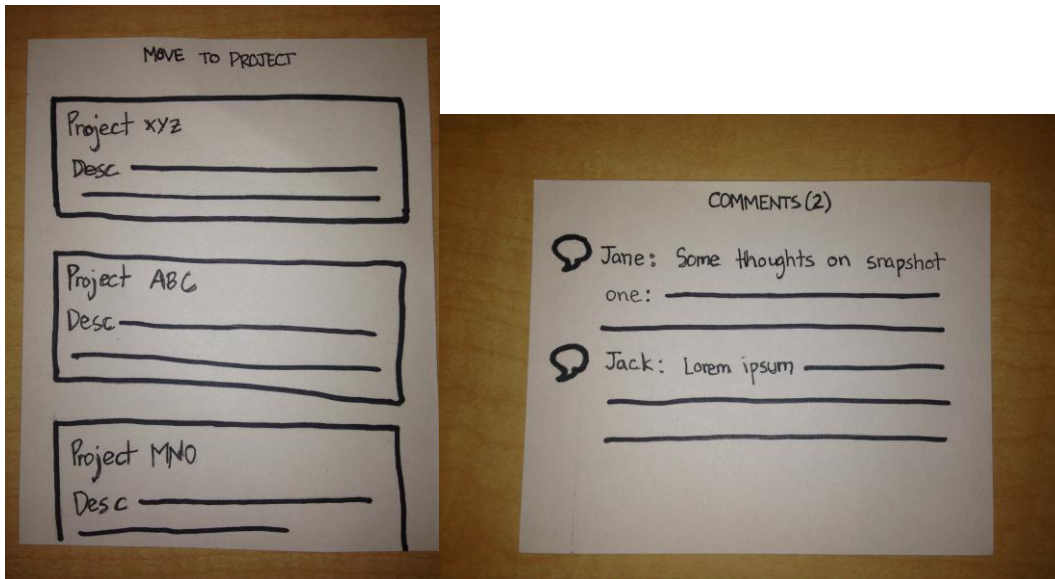 MOVE TO PROJECT
Project XYZ
Desc
Project ABC
Desc
Project MNO
Desc
COMMENTS (2)
Jane: Some thoughts on snapshot
one:
Jack: Lorem ipsum